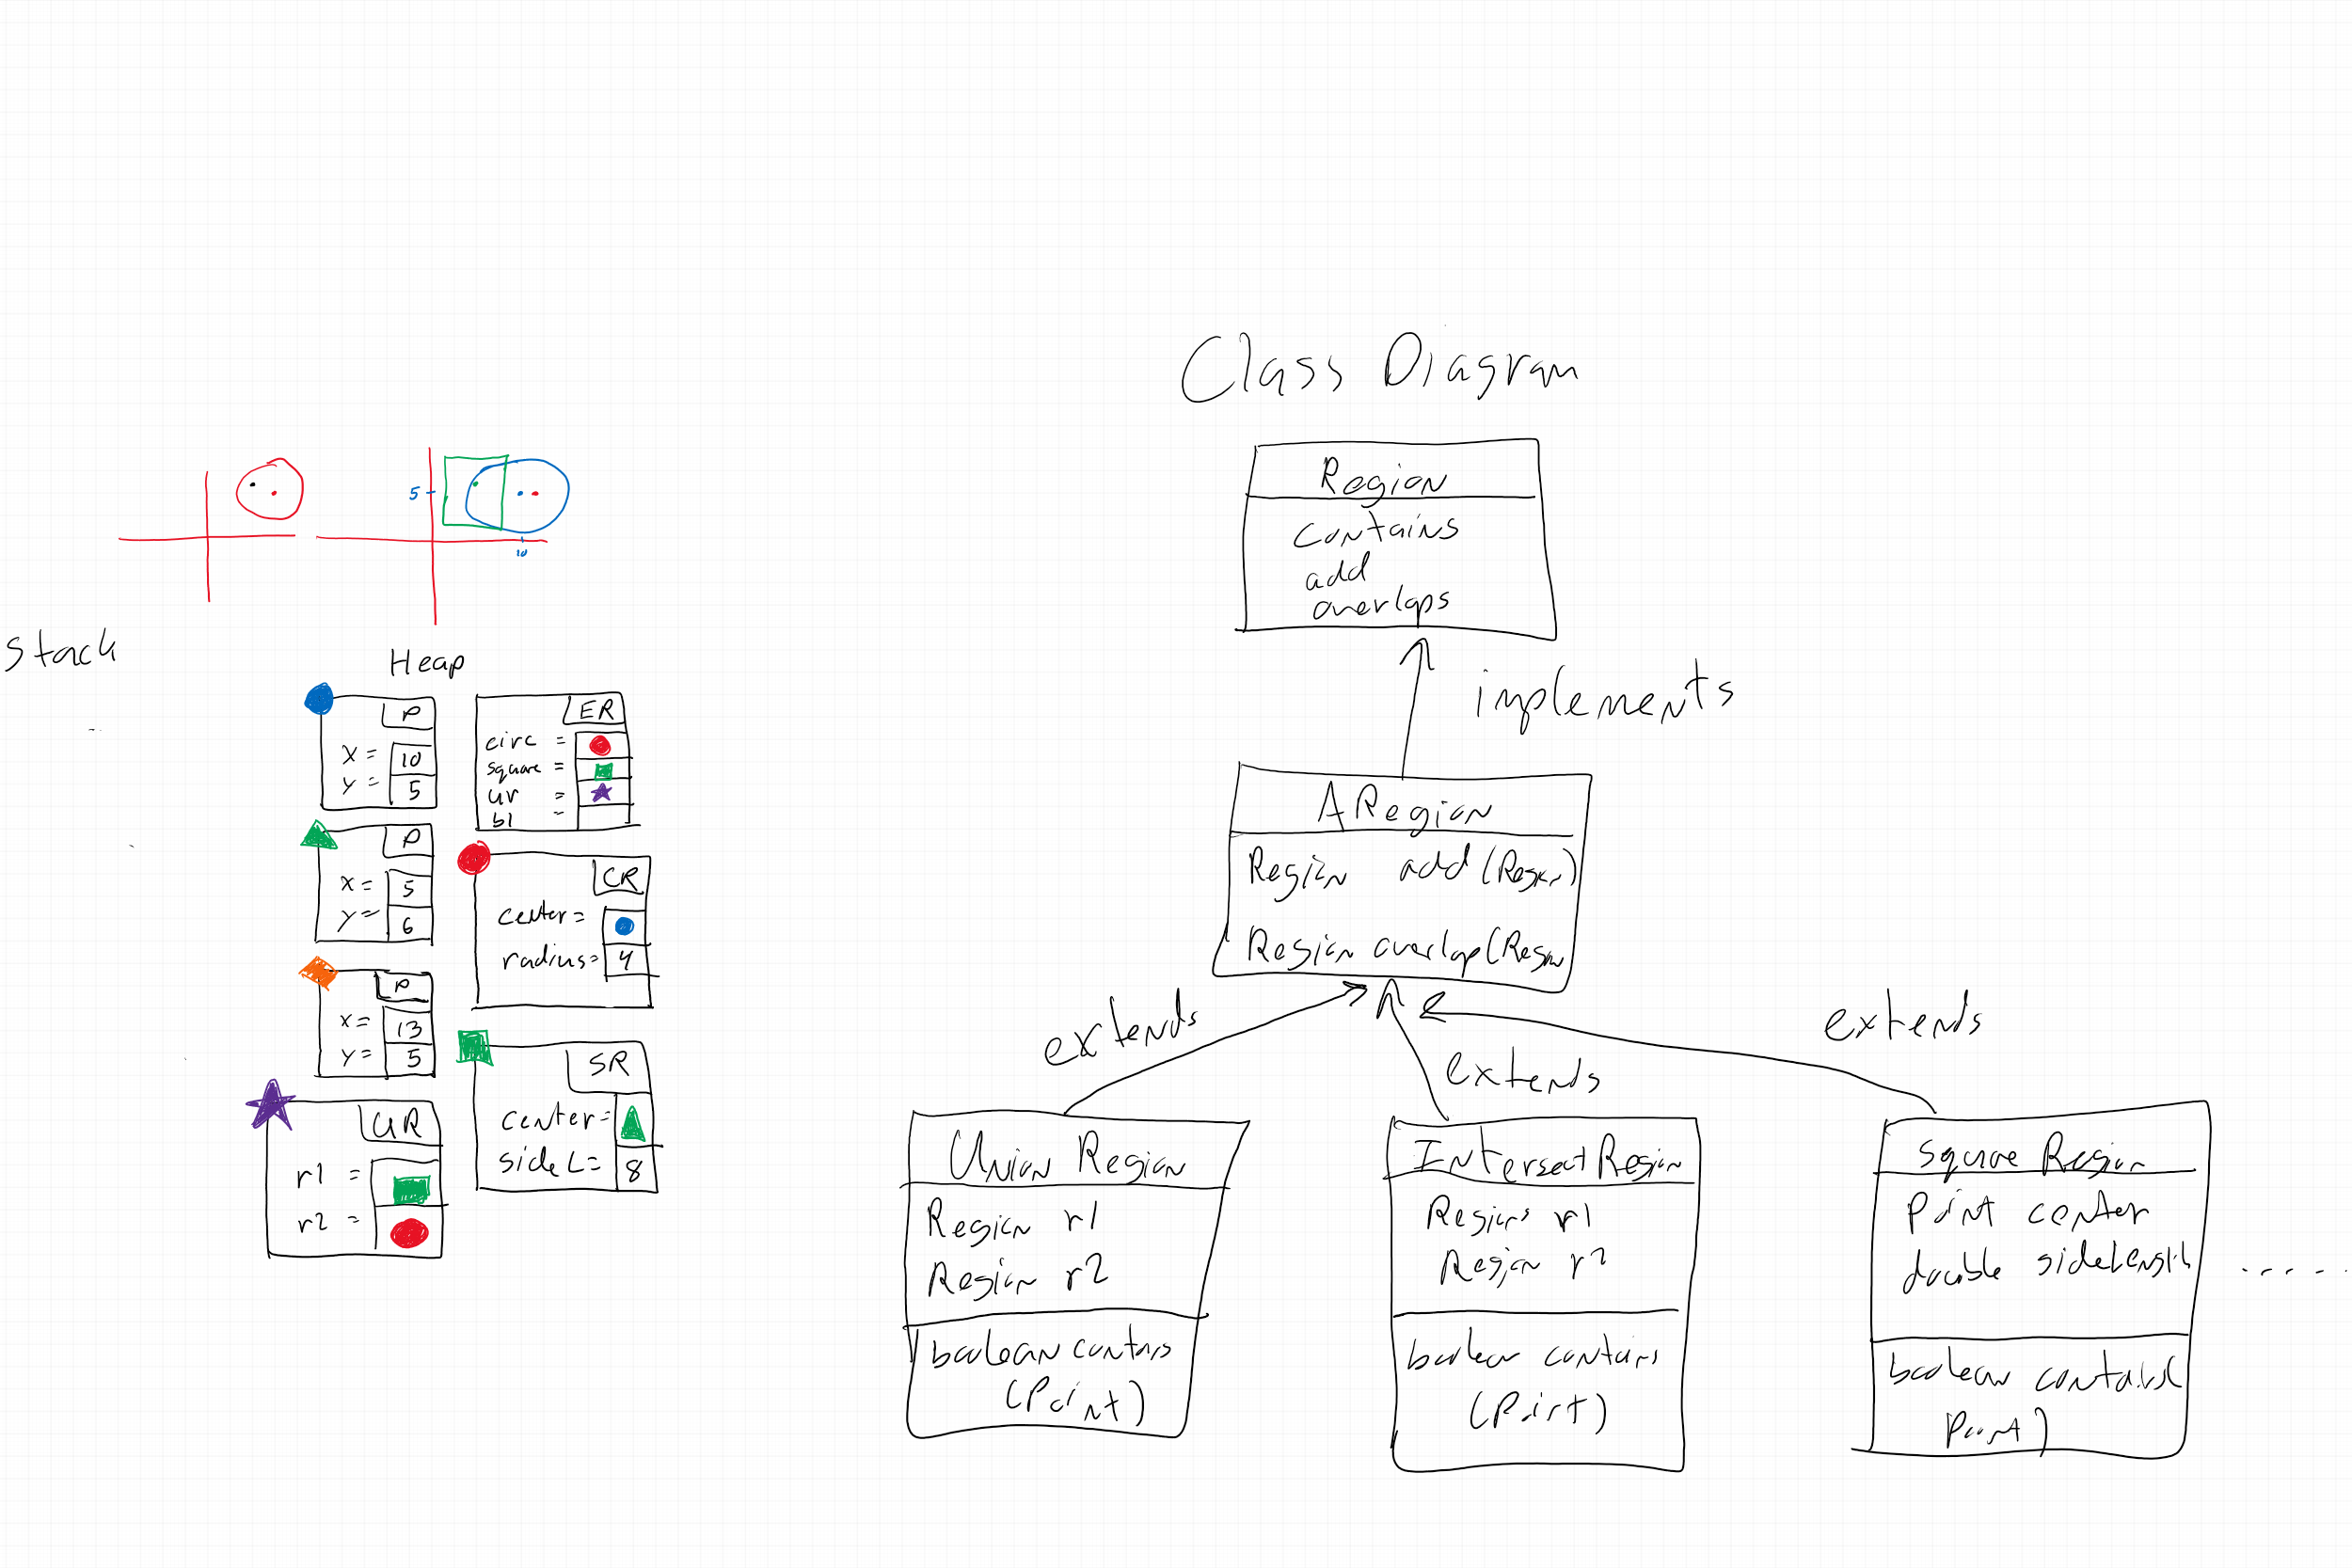 Class Diagram
Region
contains
add
overlaps
implements
ARegion
Region add (Region)
Region overlap (Region
extends
extends
extends
Union Region
Region r1
Region r2
boolean contains
(Point)
Intersect Region
Region r1
Region r2
boolean contains
(Point)
Square Region
Point center
double sideLength
boolean contains(
Point)
.....
5
10
Stack
Heap
P
x = 10
y = 5
P
x = 5
y = 6
P
x = 13
y = 5
UR
r1 =
r2 =
ER
circ =
square =
ur =
b1 =
CR
center =
radius = 4
SR
center =
sideL = 8